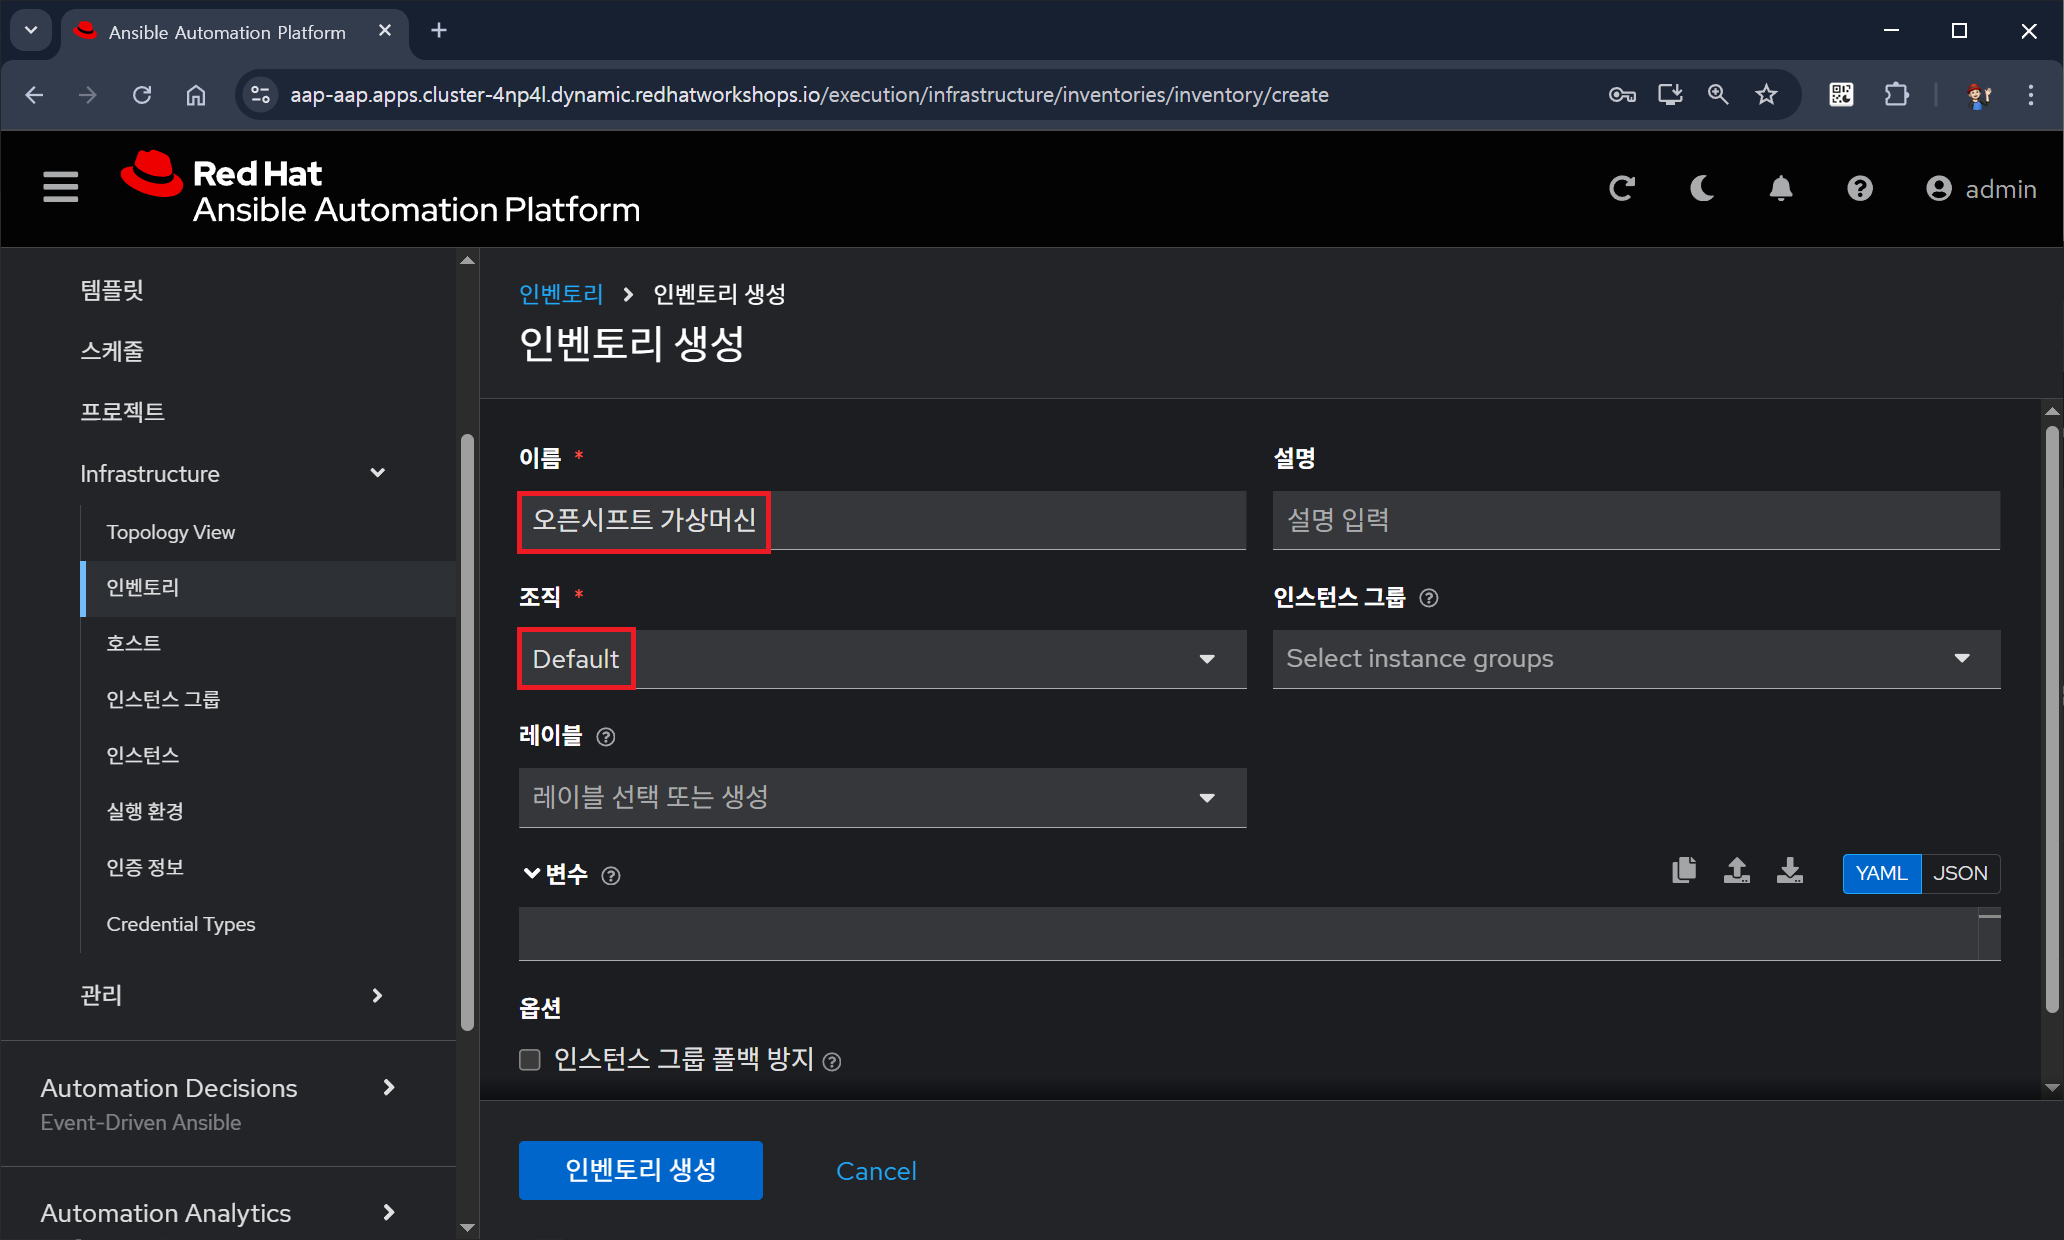 Ansible Automation Platform
aap-aap.apps.cluster-4np4l.dynamic.redhatworkshops.io/execution/infrastructure/inventories/inventory/create
Red Hat
Ansible Automation Platform
admin
템플릿
스케줄
프로젝트
Infrastructure
Topology View
인벤토리
호스트
인스턴스 그룹
인스턴스
실행 환경
인증 정보
Credential Types
관리
Automation Decisions
Event-Driven Ansible
Automation Analytics
인벤토리 > 인벤토리 생성
인벤토리 생성
이름 *
오픈시프트 가상머신
설명
설명 입력
조직 *
Default
인스턴스 그룹
Select instance groups
레이블
레이블 선택 또는 생성
변수
YAML JSON
옵션
인스턴스 그룹 폴백 방지
인벤토리 생성 Cancel